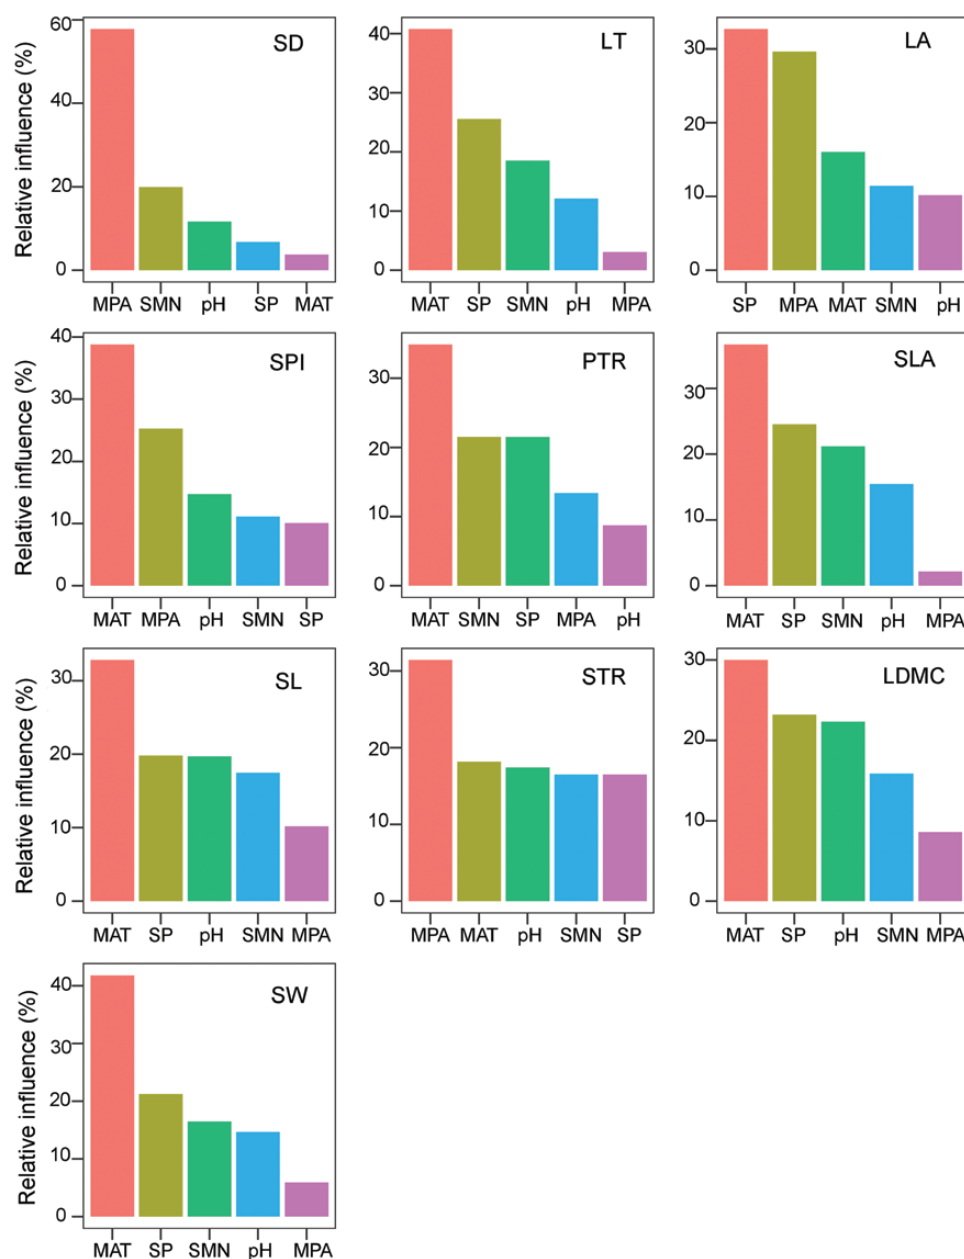 Relative influence (%)
60
40
20
0
SD
MPA SMN pH SP MAT
40
30
20
10
0
LT
MAT SP SMN pH MPA
30
20
10
0
LA
SP MPA MAT SMN pH
Relative influence (%)
40
30
20
10
0
SPI
MAT MPA pH SMN SP
30
20
10
0
PTR
MAT SMN SP MPA pH
30
20
10
0
SLA
MAT SP SMN pH MPA
Relative influence (%)
30
20
10
0
SL
MAT SP pH SMN MPA
30
20
10
0
STR
MPA MAT pH SMN SP
30
20
10
0
LDMC
MAT SP pH SMN MPA
Relative influence (%)
40
30
20
10
0
SW
MAT SP SMN pH MPA